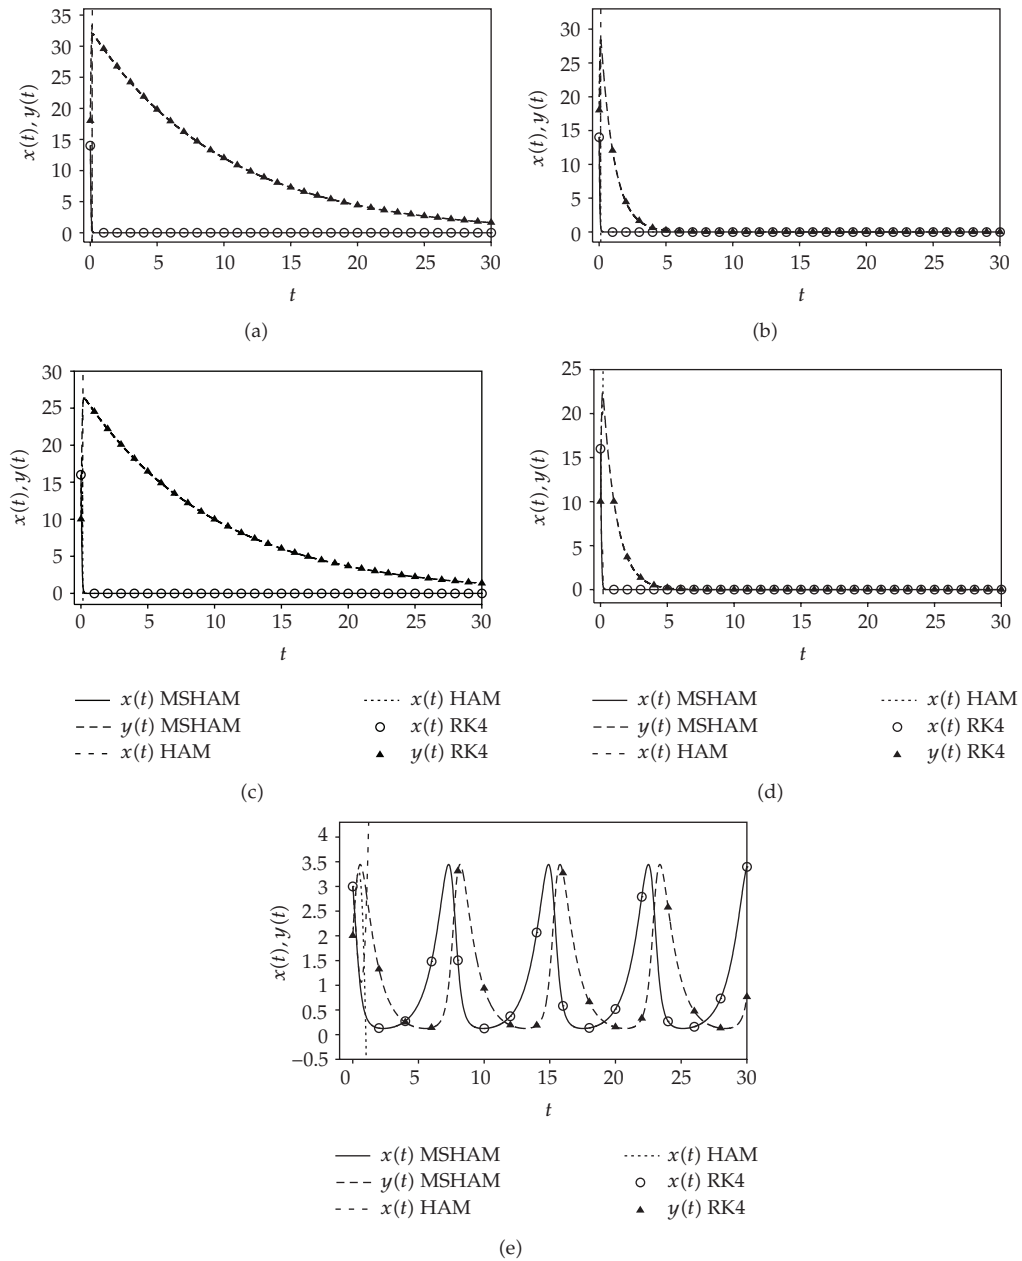 35
30
25
20
15
10
5
0
x(t), y(t)
0 5 10 15 20 25 30
t
(a)
30
25
20
15
10
5
0
x(t), y(t)
0 5 10 15 20 25 30
t
(b)
30
25
20
15
10
5
0
x(t), y(t)
0 5 10 15 20 25 30
t
x(t) MSHAM
y(t) MSHAM
x(t) HAM
x(t) HAM
x(t) RK4
y(t) RK4
(c)
25
20
15
10
5
0
x(t), y(t)
0 5 10 15 20 25 30
t
x(t) MSHAM
y(t) MSHAM
x(t) HAM
x(t) HAM
x(t) RK4
y(t) RK4
(d)
4
3.5
3
2
1.5
0.5
0
−0.5
x(t), y(t)
0 5 10 15 20 25 30
t
x(t) MSHAM
y(t) MSHAM
x(t) HAM
x(t) HAM
x(t) RK4
y(t) RK4
(e)